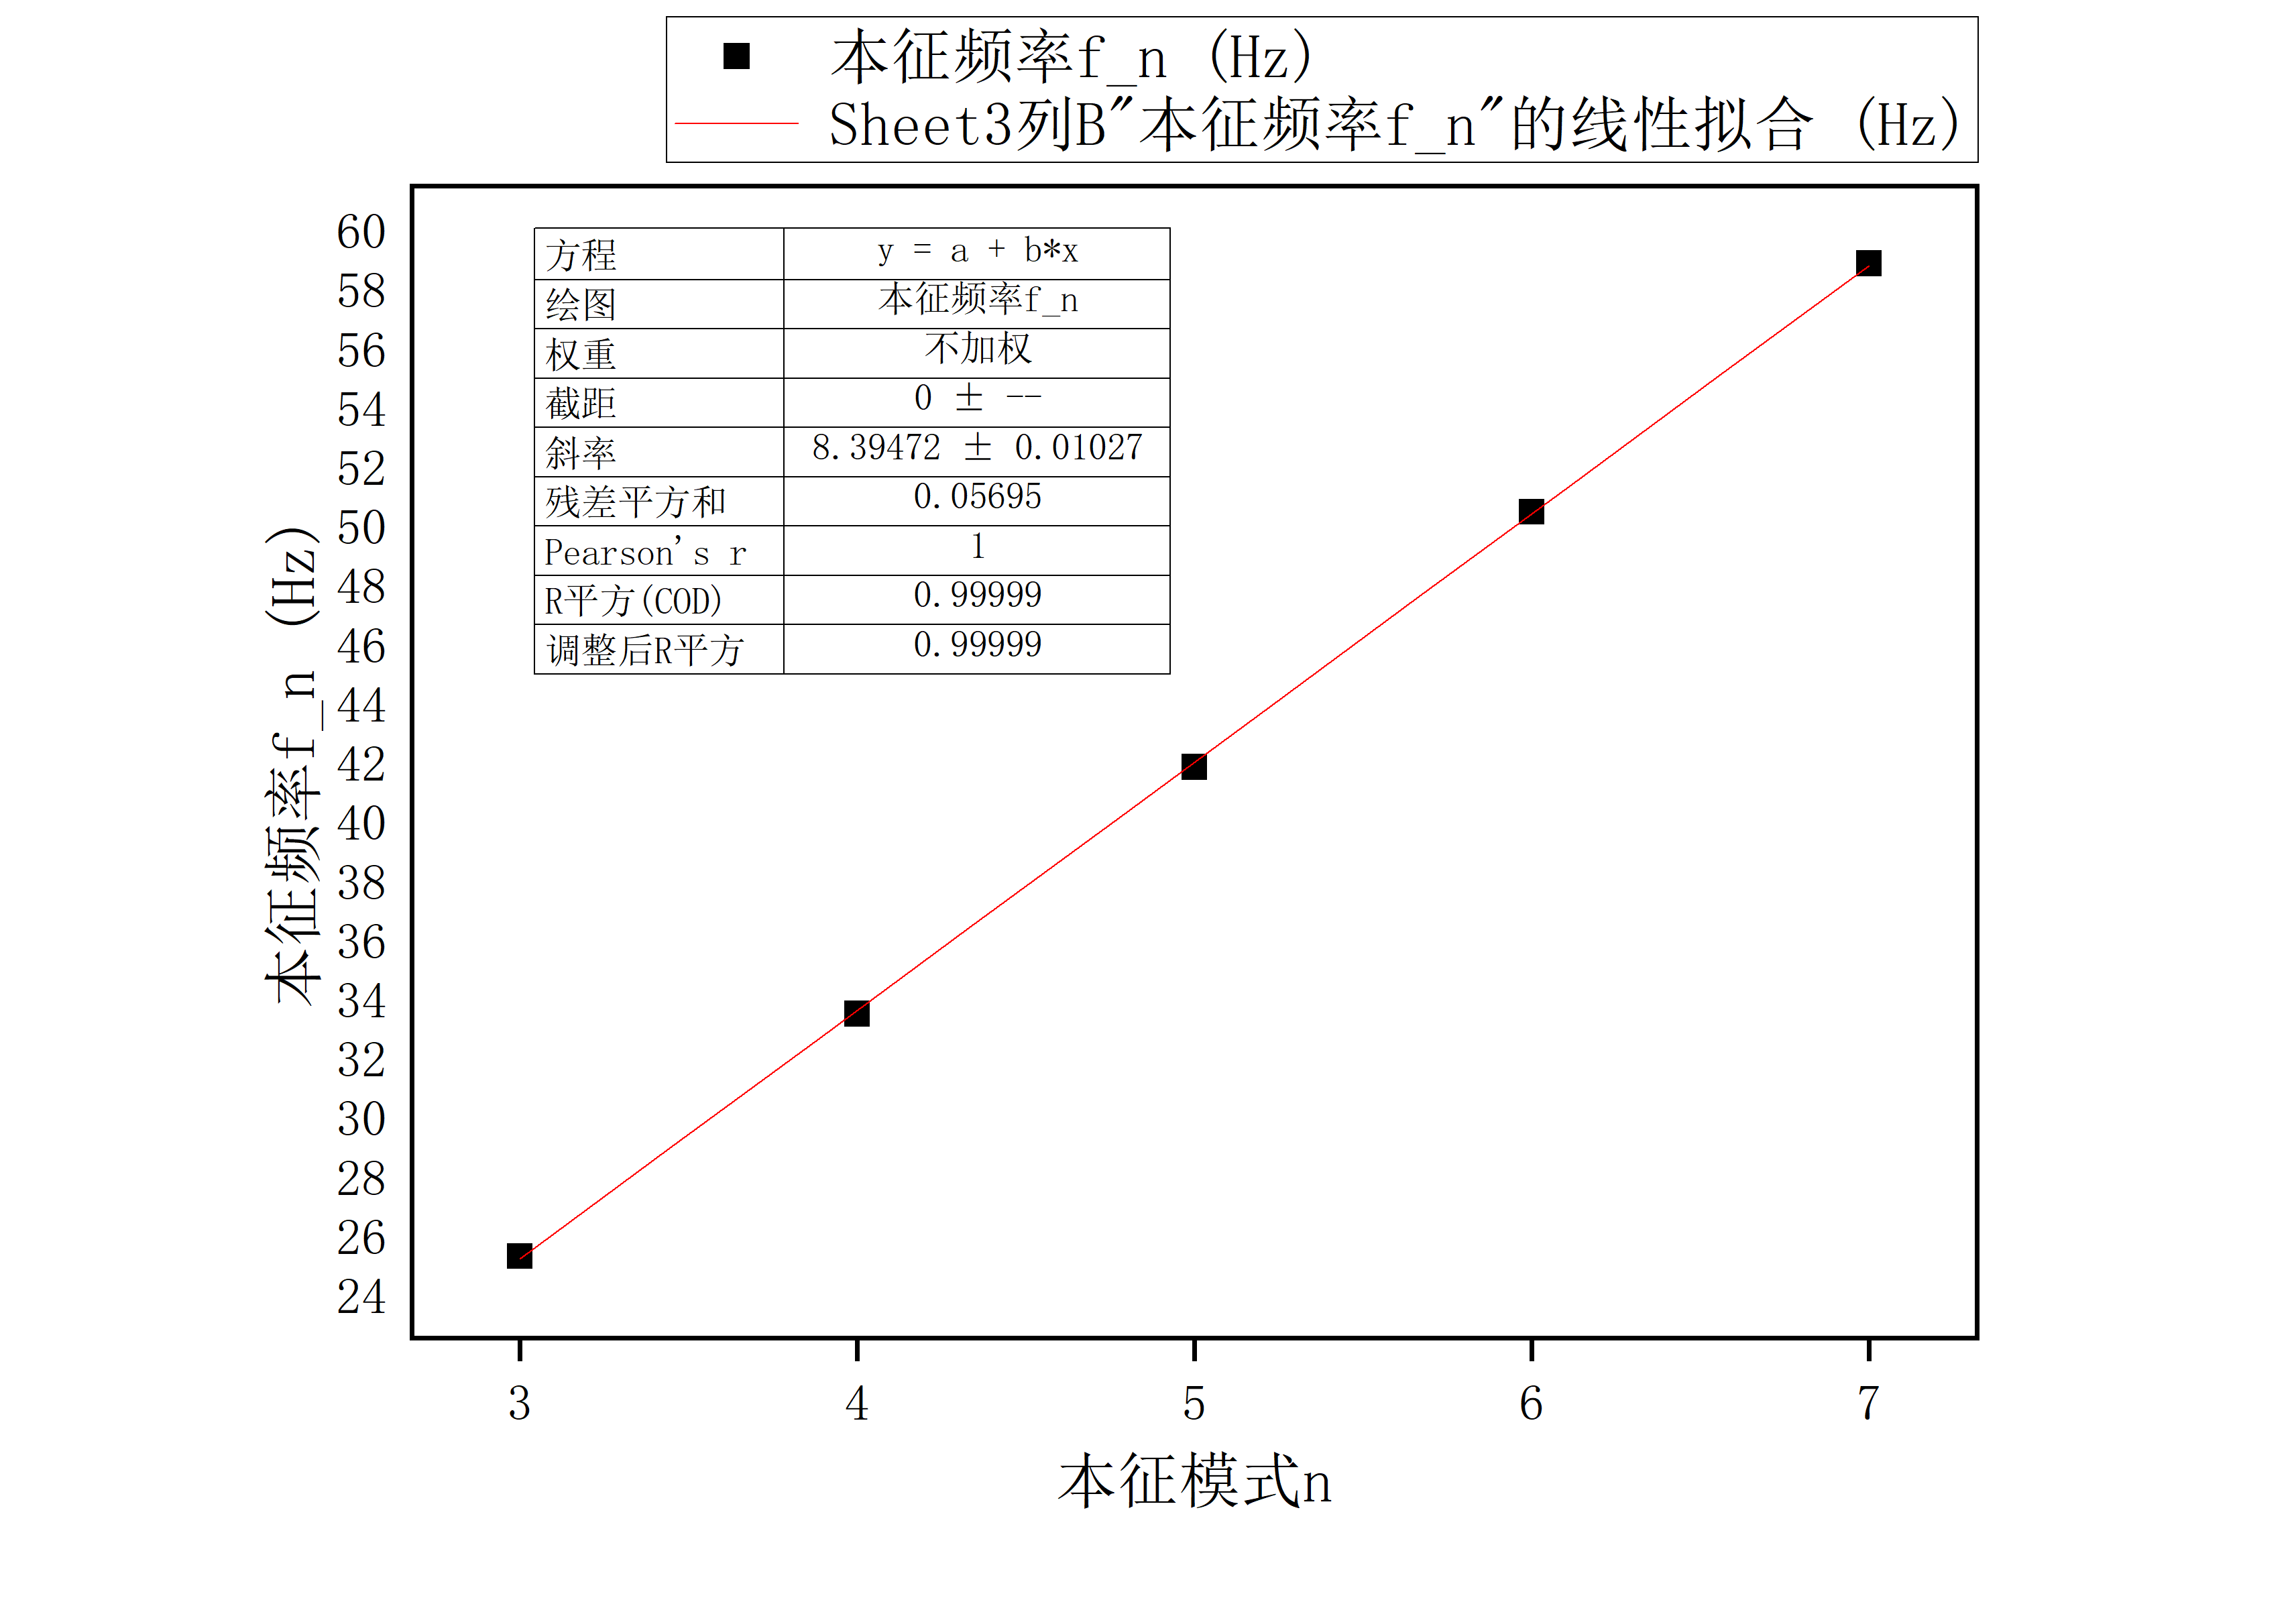 本征频率f_n (Hz)
Sheet3列B"本征频率f_n"的线性拟合 (Hz)
方程 y = a + b*x
绘图 本征频率f_n
权重 不加权
截距 0 ± --
斜率 8.39472 ± 0.01027
残差平方和 0.05695
Pearson's r 1
R平方(COD) 0.99999
调整后R平方 0.99999
本征频率f_n (Hz)
60
58
56
54
52
50
48
46
44
42
40
38
36
34
32
30
28
26
24
3 4 5 6 7
本征模式n